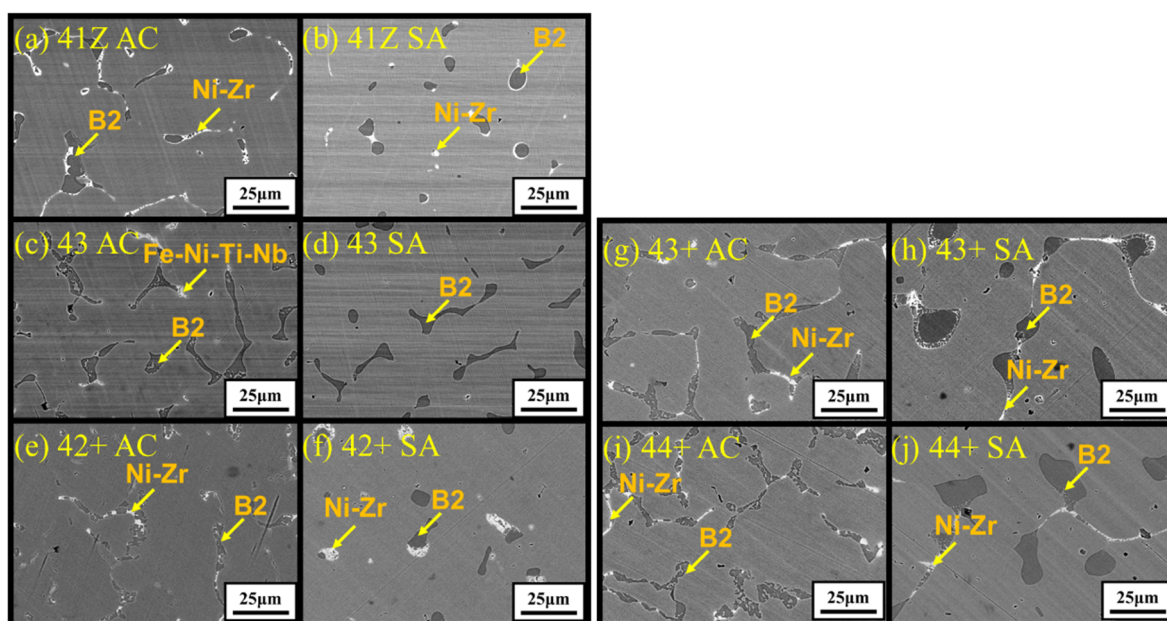 (a) 41Z AC
Ni-Zr
B2
25μm
(b) 41Z SA
B2
Ni-Zr
25μm
(c) 43 AC
Fe-Ni-Ti-Nb
B2
25μm
(d) 43 SA
B2
25μm
(e) 42+ AC
Ni-Zr
B2
25μm
(f) 42+ SA
Ni-Zr
B2
25μm
(g) 43+ AC
B2
Ni-Zr
25μm
(h) 43+ SA
B2
Ni-Zr
25μm
(i) 44+ AC
Ni-Zr
B2
25μm
(j) 44+ SA
B2
Ni-Zr
25μm